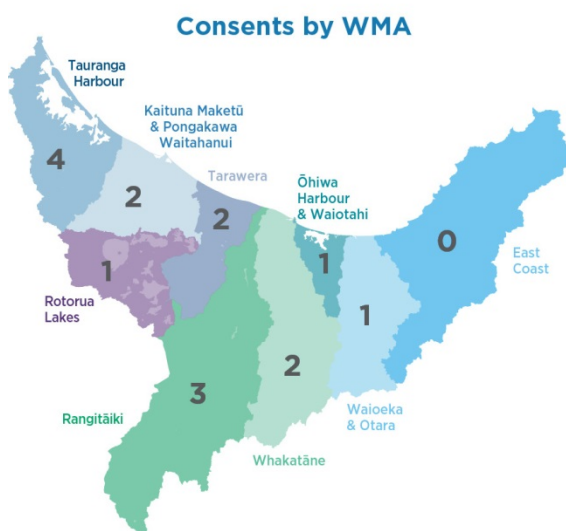 Consents by WMA
Tauranga
Harbour
4
Kaituna Maketū
& Pongakawa
Waitahanui
2
Tarawera
2
Ōhiwa
Harbour
& Waiotahi
1
0
East
Coast
1
Rotorua
Lakes
1
Waioeka
& Otara
3
Rangitāiki
2
Whakatāne